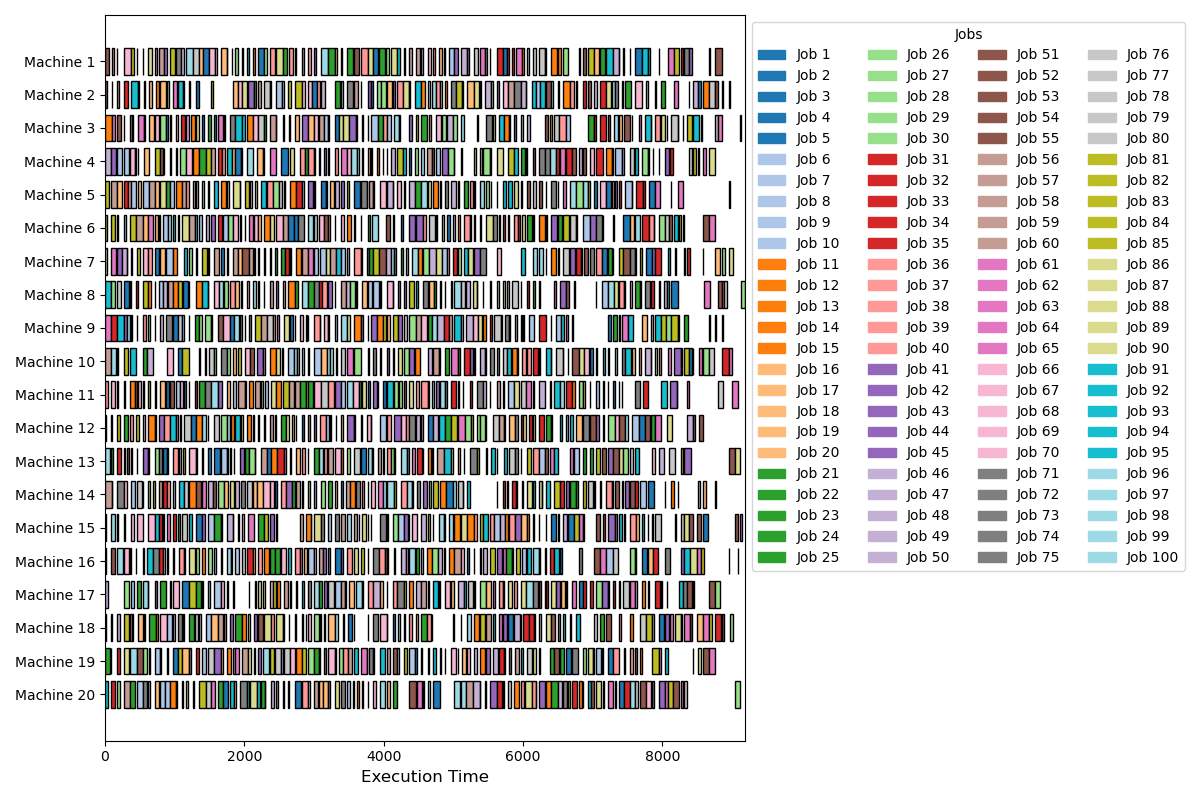 Machine 1
Machine 2
Machine 3
Machine 4
Machine 5
Machine 6
Machine 7
Machine 8
Machine 9
Machine 10
Machine 11
Machine 12
Machine 13
Machine 14
Machine 15
Machine 16
Machine 17
Machine 18
Machine 19
Machine 20
0 2000 4000 6000 8000
Execution Time
Jobs
Job 1 Job 26 Job 51 Job 76
Job 2 Job 27 Job 52 Job 77
Job 3 Job 28 Job 53 Job 78
Job 4 Job 29 Job 54 Job 79
Job 5 Job 30 Job 55 Job 80
Job 6 Job 31 Job 56 Job 81
Job 7 Job 32 Job 57 Job 82
Job 8 Job 33 Job 58 Job 83
Job 9 Job 34 Job 59 Job 84
Job 10 Job 35 Job 60 Job 85
Job 11 Job 36 Job 61 Job 86
Job 12 Job 37 Job 62 Job 87
Job 13 Job 38 Job 63 Job 88
Job 14 Job 39 Job 64 Job 89
Job 15 Job 40 Job 65 Job 90
Job 16 Job 41 Job 66 Job 91
Job 17 Job 42 Job 67 Job 92
Job 18 Job 43 Job 68 Job 93
Job 19 Job 44 Job 69 Job 94
Job 20 Job 45 Job 70 Job 95
Job 21 Job 46 Job 71 Job 96
Job 22 Job 47 Job 72 Job 97
Job 23 Job 48 Job 73 Job 98
Job 24 Job 49 Job 74 Job 99
Job 25 Job 50 Job 75 Job 100